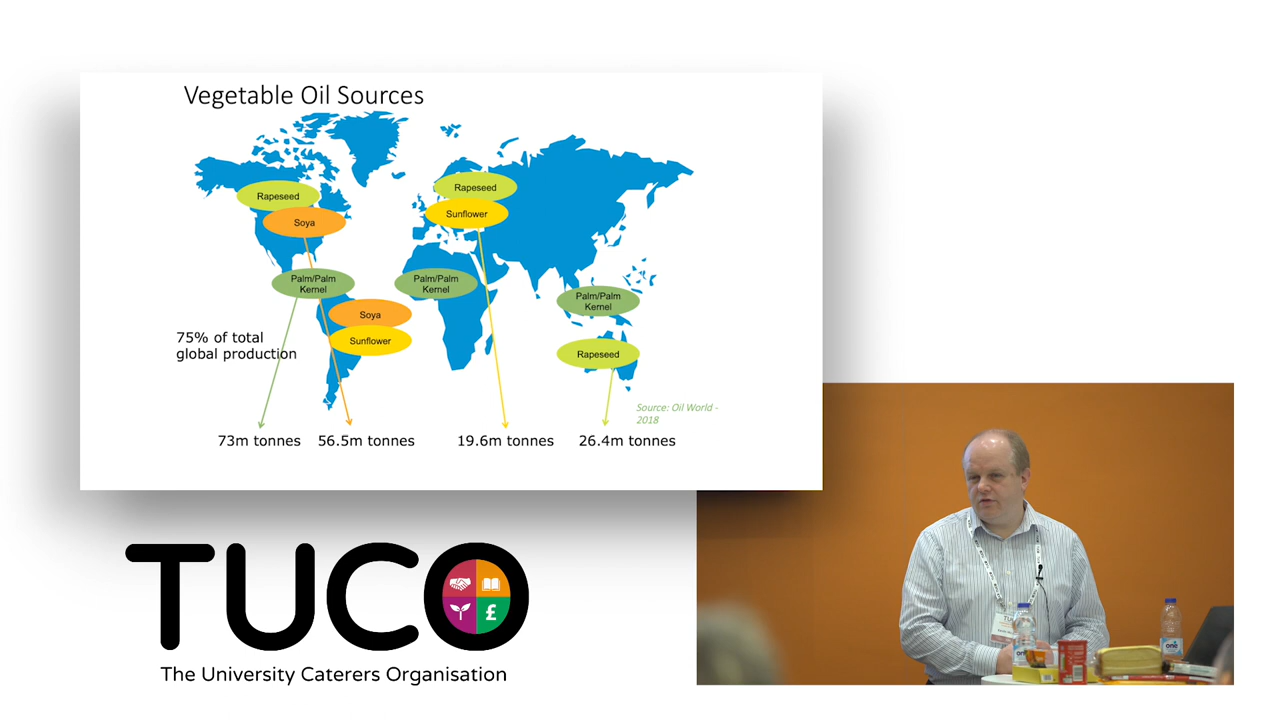 Vegetable Oil Sources
Rapeseed
Soya
Palm/Palm
Kernel
Soya
Sunflower
Rapeseed
Sunflower
Palm/Palm
Kernel
Palm/Palm
Kernel
Rapeseed
75% of total
global production
Source: Oil World -
2018
73m tonnes
56.5m tonnes
19.6m tonnes
26.4m tonnes
TUCO
£
The University Caterers Organisation
one